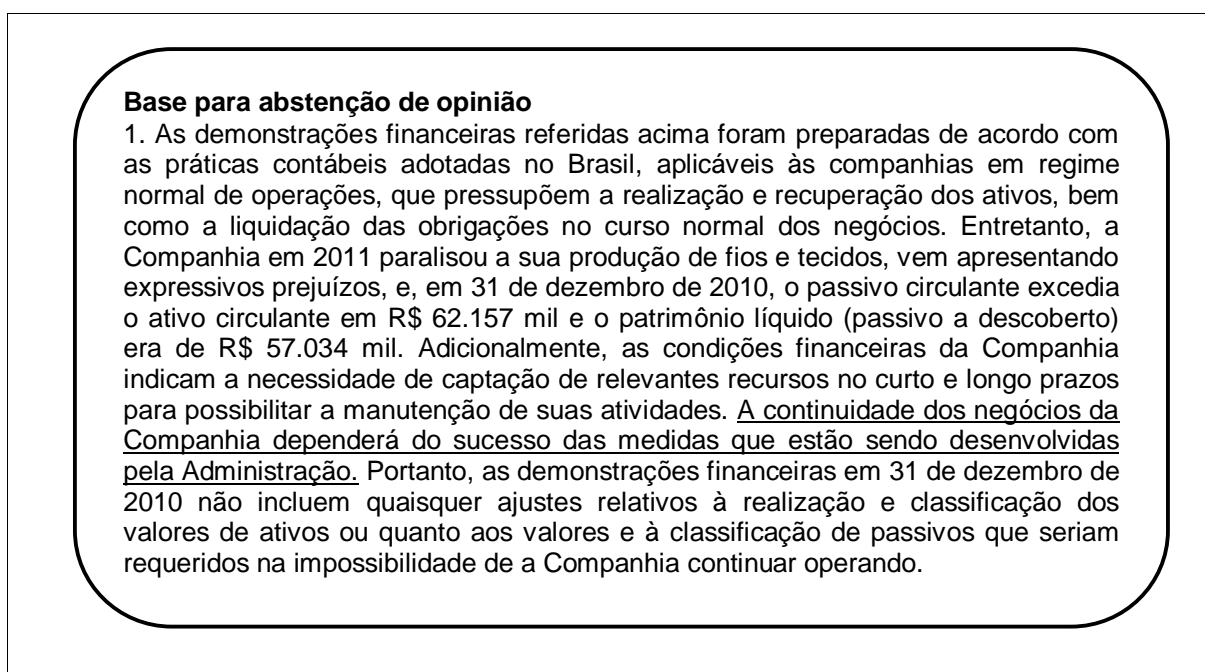 Base para abstenção de opinião
1. As demonstrações financeiras referidas acima foram preparadas de acordo com
as práticas contábeis adotadas no Brasil, aplicáveis às companhias em regime
normal de operações, que pressupõem a realização e recuperação dos ativos, bem
como a liquidação das obrigações no curso normal dos negócios. Entretanto, a
Companhia em 2011 paralisou a sua produção de fios e tecidos, vem apresentando
expressivos prejuízos, e, em 31 de dezembro de 2010, o passivo circulante excedia
o ativo circulante em R$ 62.157 mil e o patrimônio líquido (passivo a descoberto)
era de R$ 57.034 mil. Adicionalmente, as condições financeiras da Companhia
indicam a necessidade de captação de relevantes recursos no curto e longo prazos
para possibilitar a manutenção de suas atividades. A continuidade dos negócios da
Companhia dependerá do sucesso das medidas que estão sendo desenvolvidas
pela Administração. Portanto, as demonstrações financeiras em 31 de dezembro de
2010 não incluem quaisquer ajustes relativos à realização e classificação dos
valores de ativos ou quanto aos valores e à classificação de passivos que seriam
requeridos na impossibilidade de a Companhia continuar operando.